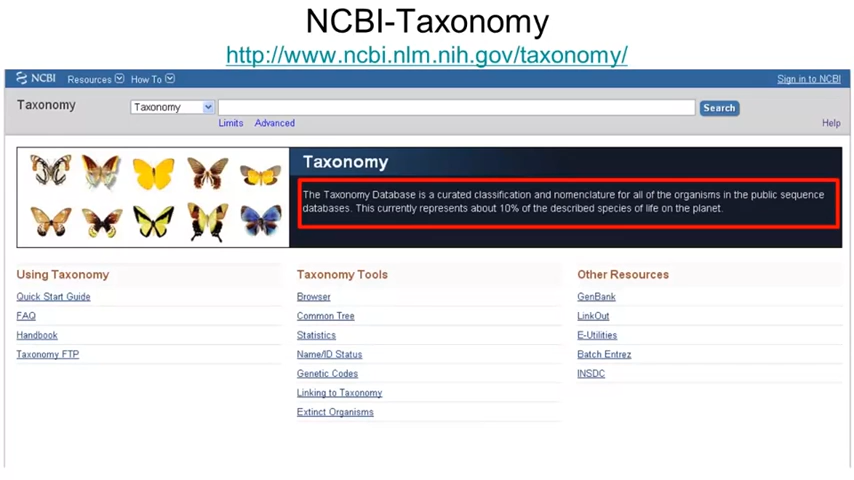 NCBI-Taxonomy
http://www.ncbi.nlm.nih.gov/taxonomy/
NCBI Resources How To Sign in to NCBI
Taxonomy Taxonomy Search
Limits Advanced Help
Taxonomy
The Taxonomy Database is a curated classification and nomenclature for all of the organisms in the public sequence
databases. This currently represents about 10% of the described species of life on the planet.
Using Taxonomy
Quick Start Guide
FAQ
Handbook
Taxonomy FTP
Taxonomy Tools
Browser
Common Tree
Statistics
Name/ID Status
Genetic Codes
Linking to Taxonomy
Extinct Organisms
Other Resources
GenBank
LinkOut
E-Utilities
Batch Entrez
INSDC